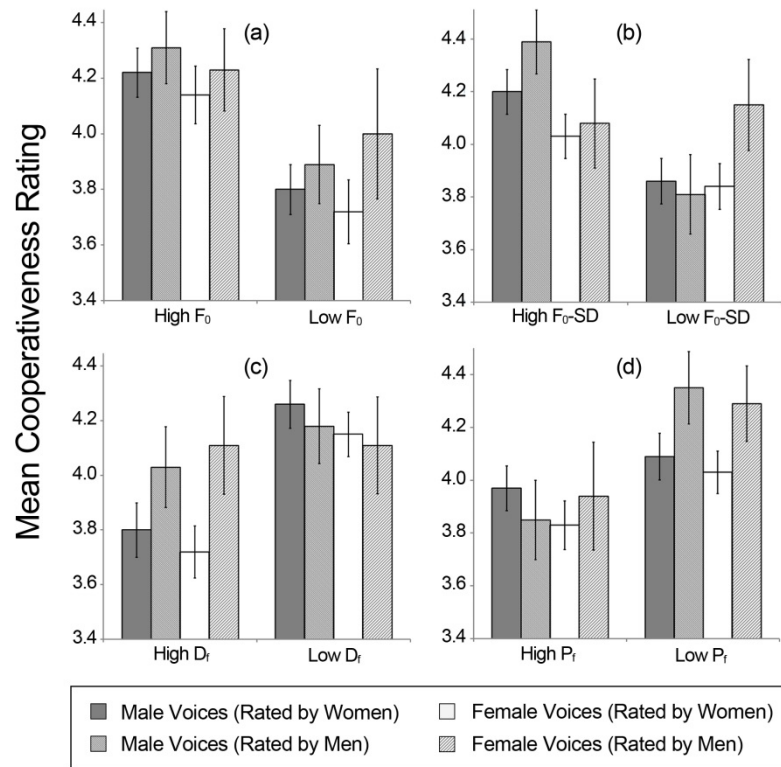 Mean Cooperativeness Rating
(a)
4.4
4.2
4.0
3.8
3.6
3.4
High F₀
Low F₀
(b)
4.4
4.2
4.0
3.8
3.6
3.4
High F₀-SD
Low F₀-SD
(c)
4.4
4.2
4.0
3.8
3.6
3.4
High Df
Low Df
(d)
4.4
4.2
4.0
3.8
3.6
3.4
High Pf
Low Pf
Male Voices (Rated by Women)
Female Voices (Rated by Women)
Male Voices (Rated by Men)
Female Voices (Rated by Men)